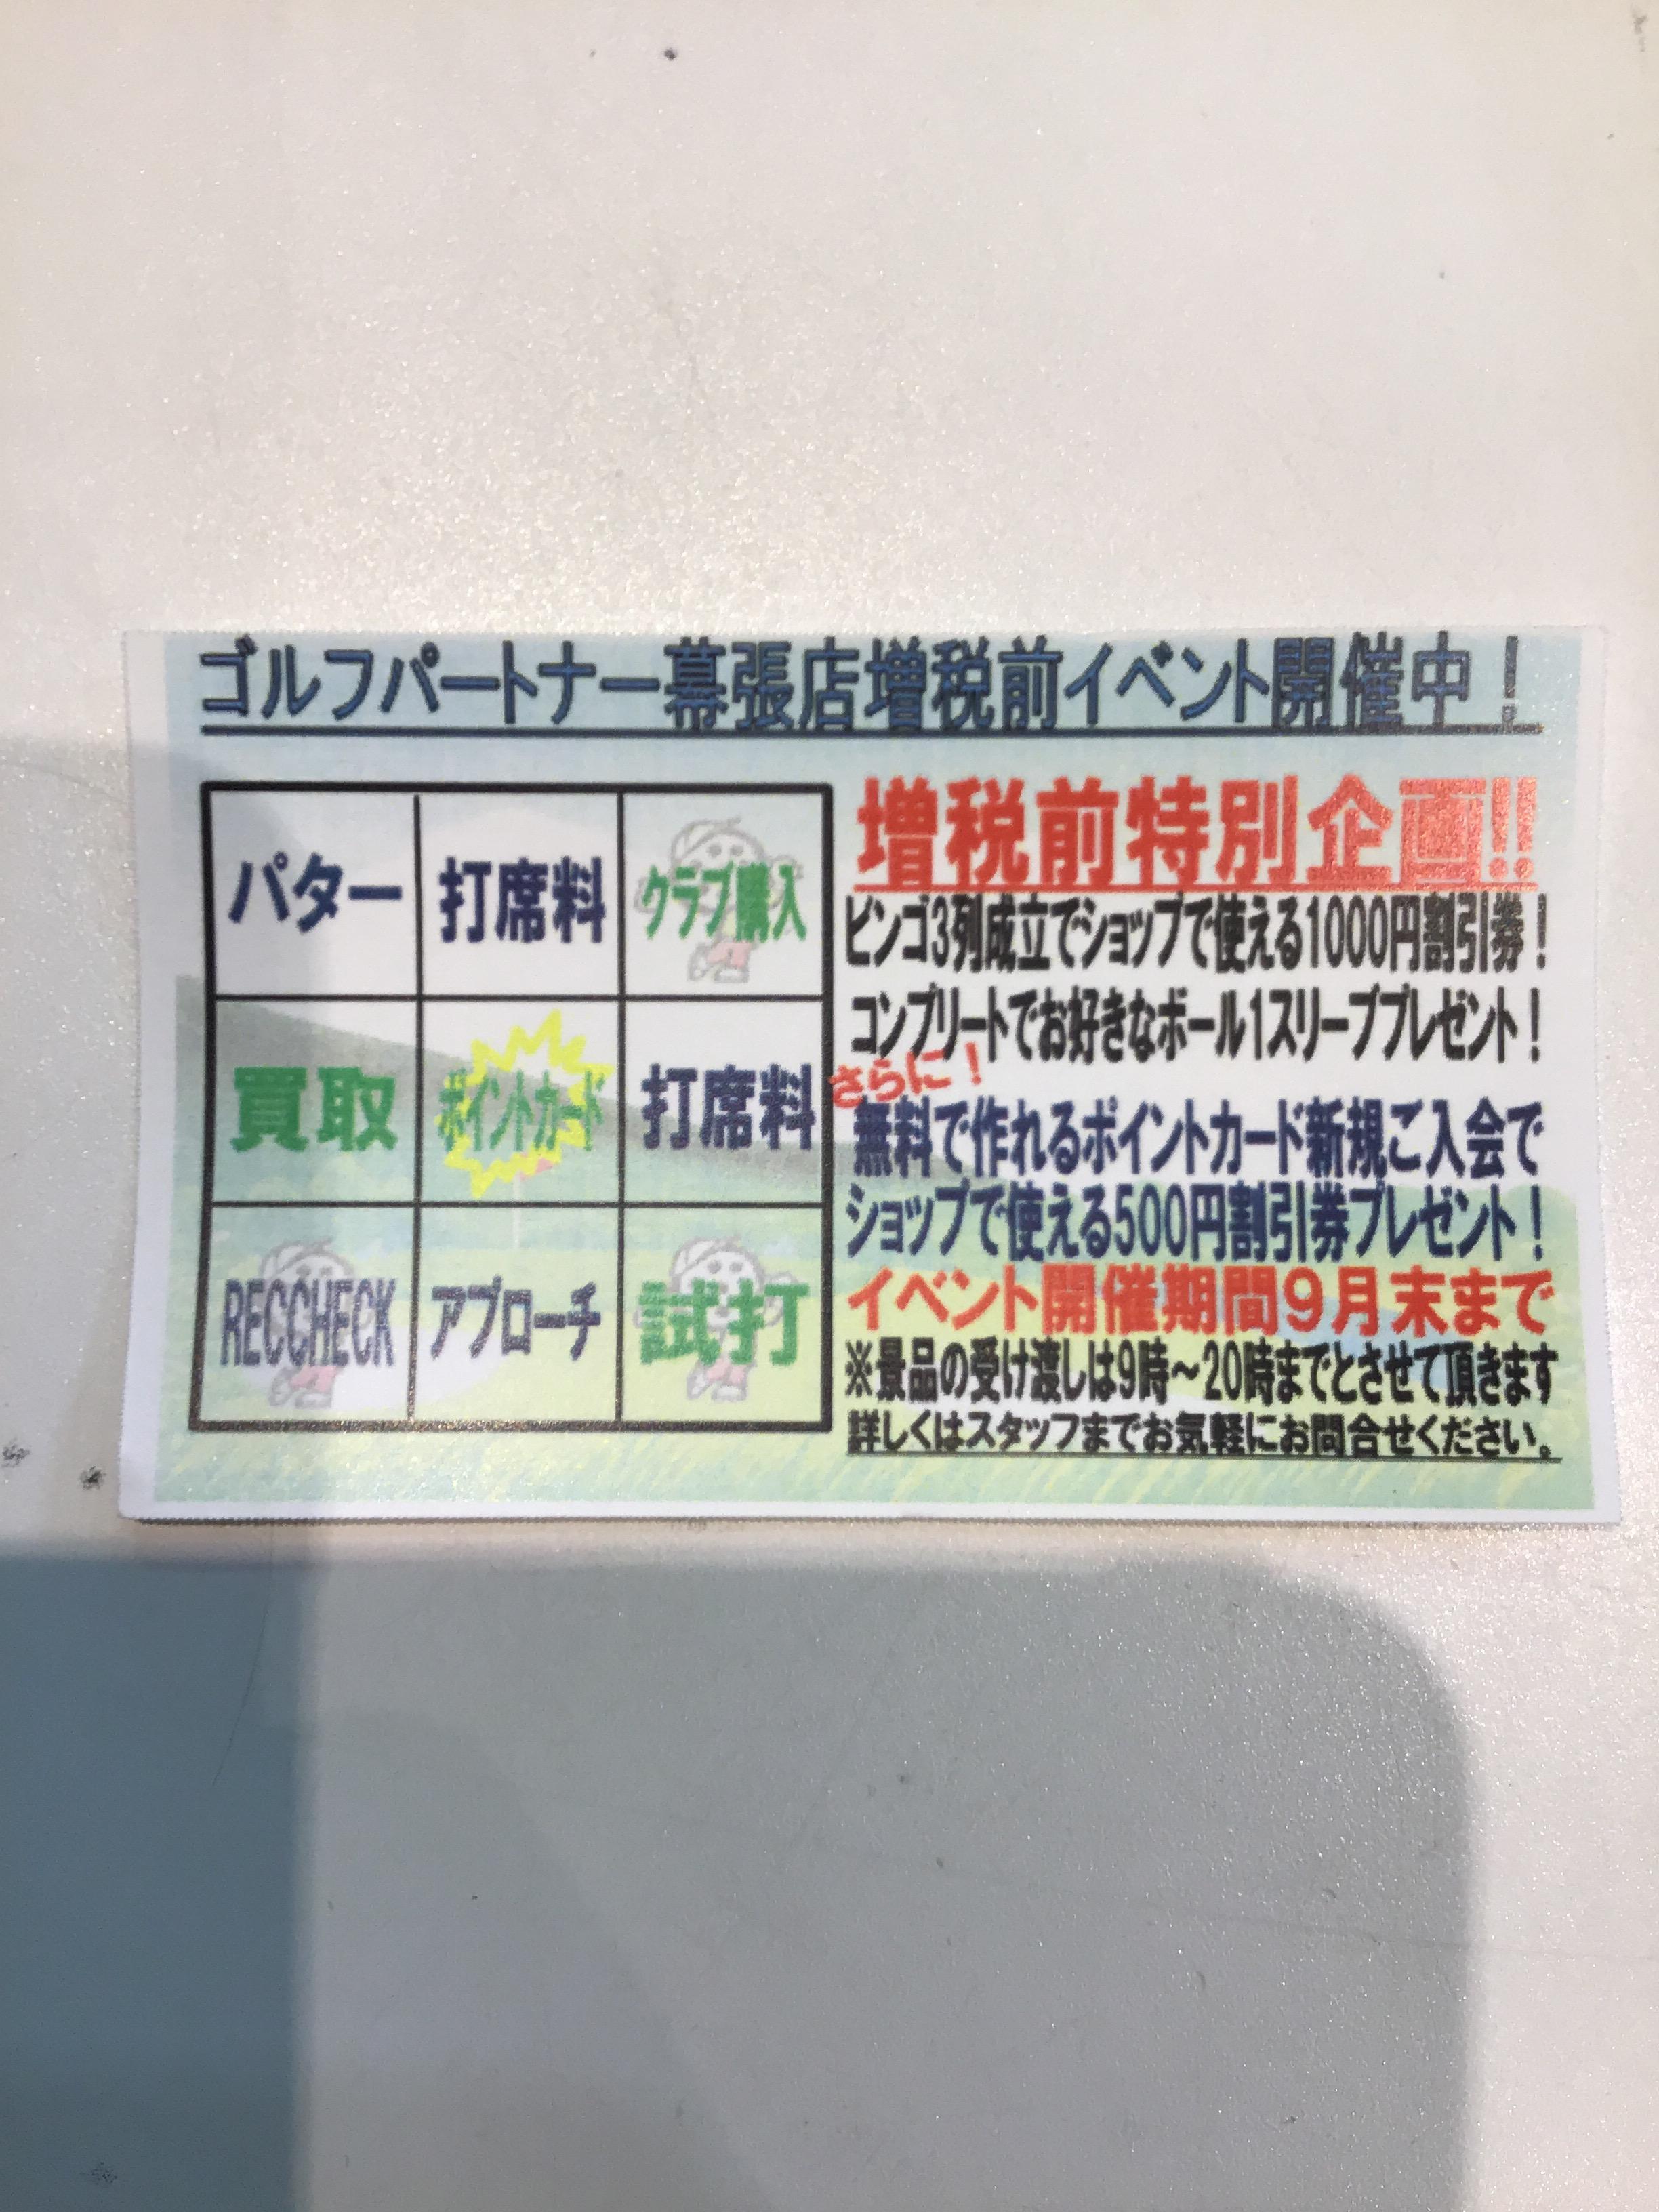 ゴルフパートナー幕張店増税前イベント開催中！
パター 打席料 クラブ購入
買取 ポイントカード 打席料
RECCHECK アプローチ 試打
増税前特別企画!!
ビンゴ3列成立でショップで使える1000円割引券！
コンプリートでお好きなボール1スリーブプレゼント！
さらに！
無料で作れるポイントカード新規ご入会で
ショップで使える500円割引券プレゼント！
イベント開催期間９月末まで
※景品の受け渡しは9時～20時までとさせて頂きます
詳しくはスタッフまでお気軽にお問合せください。